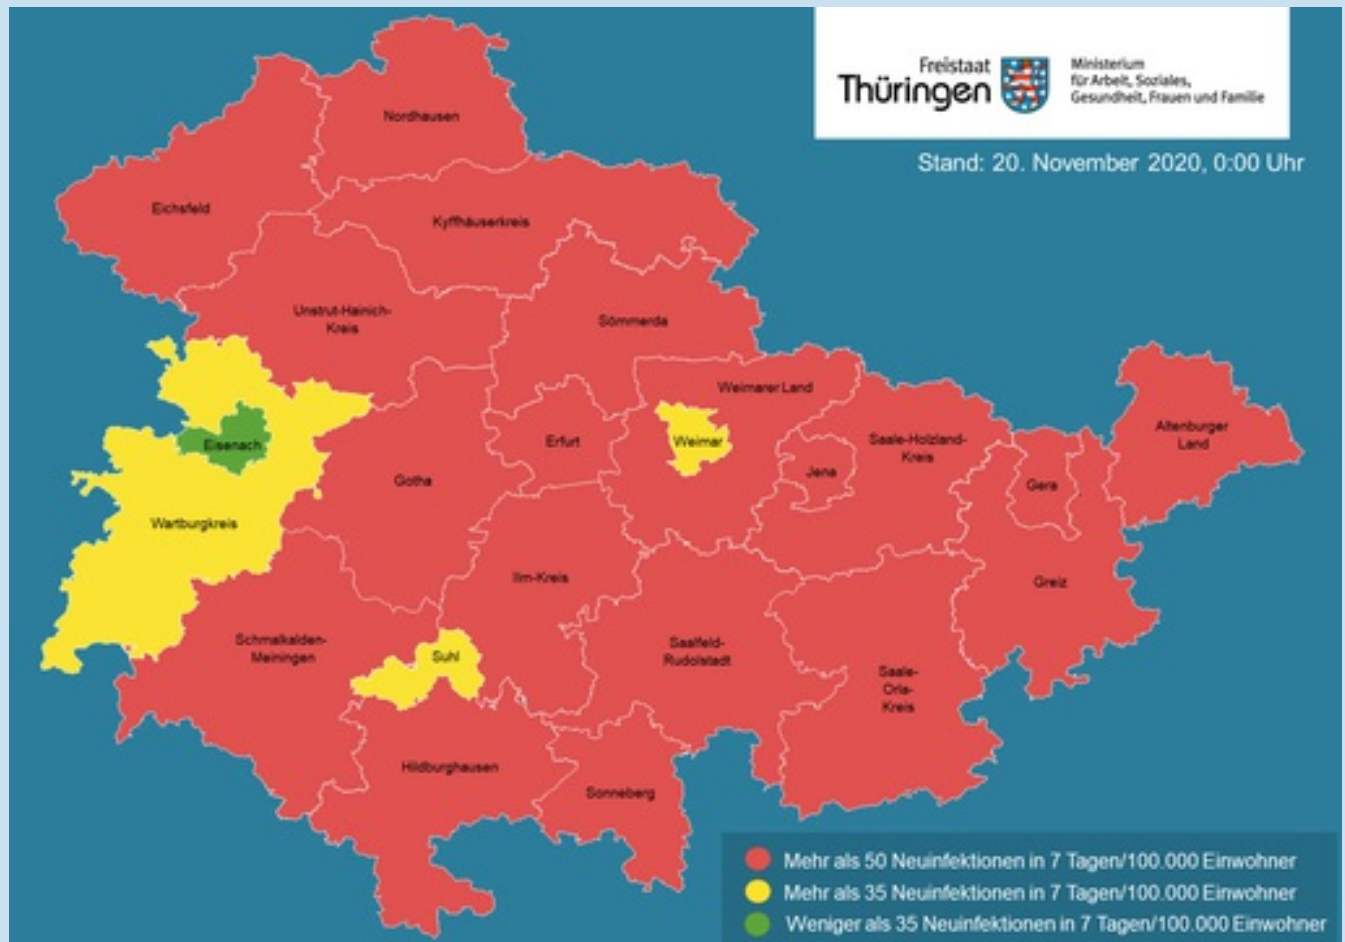 Freistaat
Thüringen
Ministerium
für Arbeit, Soziales,
Gesundheit, Frauen und Familie
Stand: 20. November 2020, 0:00 Uhr
Nordhausen
Eichsfeld
Kyffhäuserkreis
Unstrut-Hainich-
Kreis
Sömmerda
Weimarer Land
Eisenach
Erfurt
Weimar
Jena
Saale-Holzland-
Kreis
Altenburger
Land
Gotha
Gera
Wartburgkreis
Ilm-Kreis
Greiz
Schmalkalden-
Meiningen
Suhl
Saalfeld-
Rudolstadt
Saale-
Orla-
Kreis
Hildburghausen
Sonneberg
Mehr als 50 Neuinfektionen in 7 Tagen/100.000 Einwohner
Mehr als 35 Neuinfektionen in 7 Tagen/100.000 Einwohner
Weniger als 35 Neuinfektionen in 7 Tagen/100.000 Einwohner